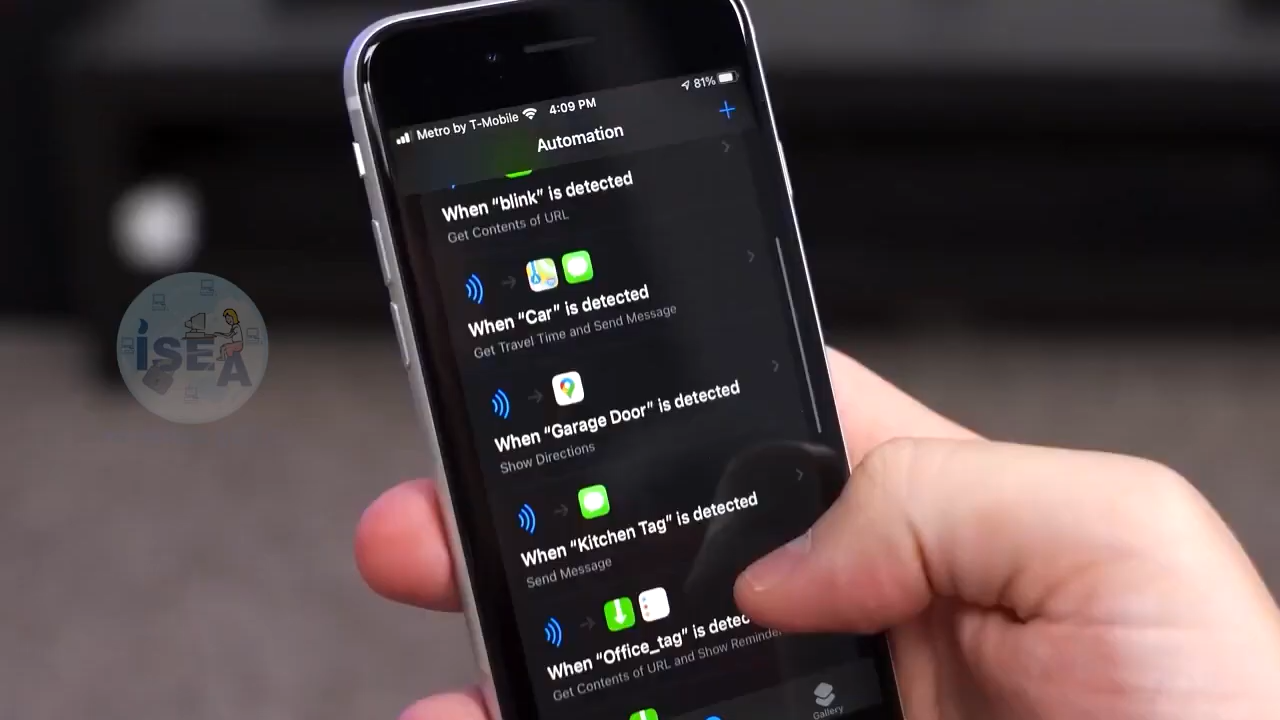 Metro by T-Mobile 4:09 PM 81%
Automation
When “blink” is detected
Get Contents of URL
When “Car” is detected
Get Travel Time and Send Message
When “Garage Door” is detected
Show Directions
When “Kitchen Tag” is detected
Send Message
When “Office_tag” is detec
Get Contents of URL and Show Reminde
Gallery
ISEA